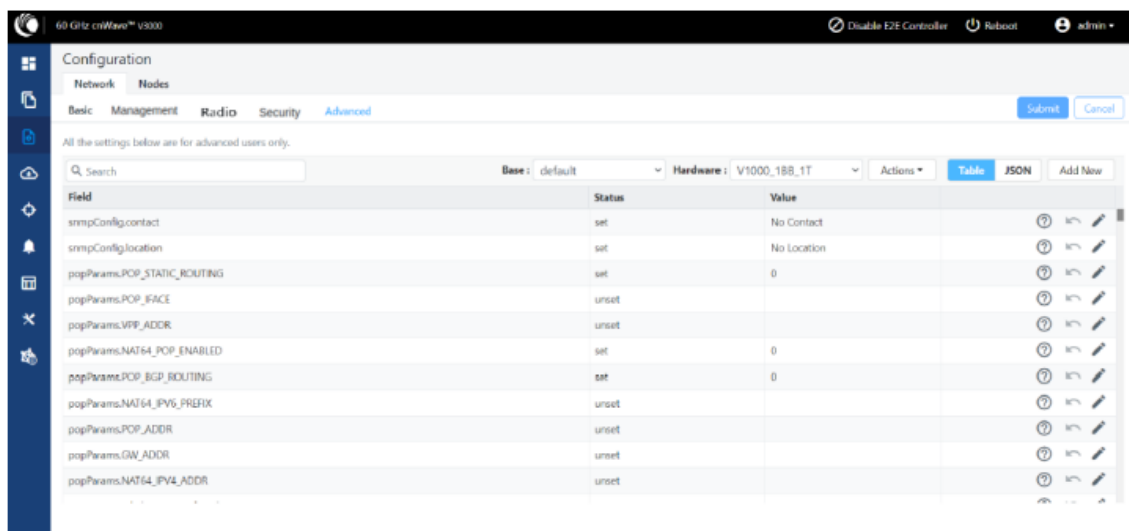 60 GHz cnWave™ V3000 Disable E2E Controller Reboot admin
Configuration
Network Nodes
Basic Management Radio Security Advanced Submit Cancel
All the settings below are for advanced users only.
Search Base : default Hardware : V1000_1BB_1T Actions Table JSON Add New
Field Status Value
snmpConfig.contact set No Contact
snmpConfig.location set No Location
popParams.POP_STATIC_ROUTING set 0
popParams.POP_IFACE unset
popParams.VPP_ADDR unset
popParams.NAT64_POP_ENABLED set 0
popParams.POP_BGP_ROUTING set 0
popParams.NAT64_IPV6_PREFIX unset
popParams.POP_ADDR unset
popParams.GW_ADDR unset
popParams.NAT64_IPV4_ADDR unset